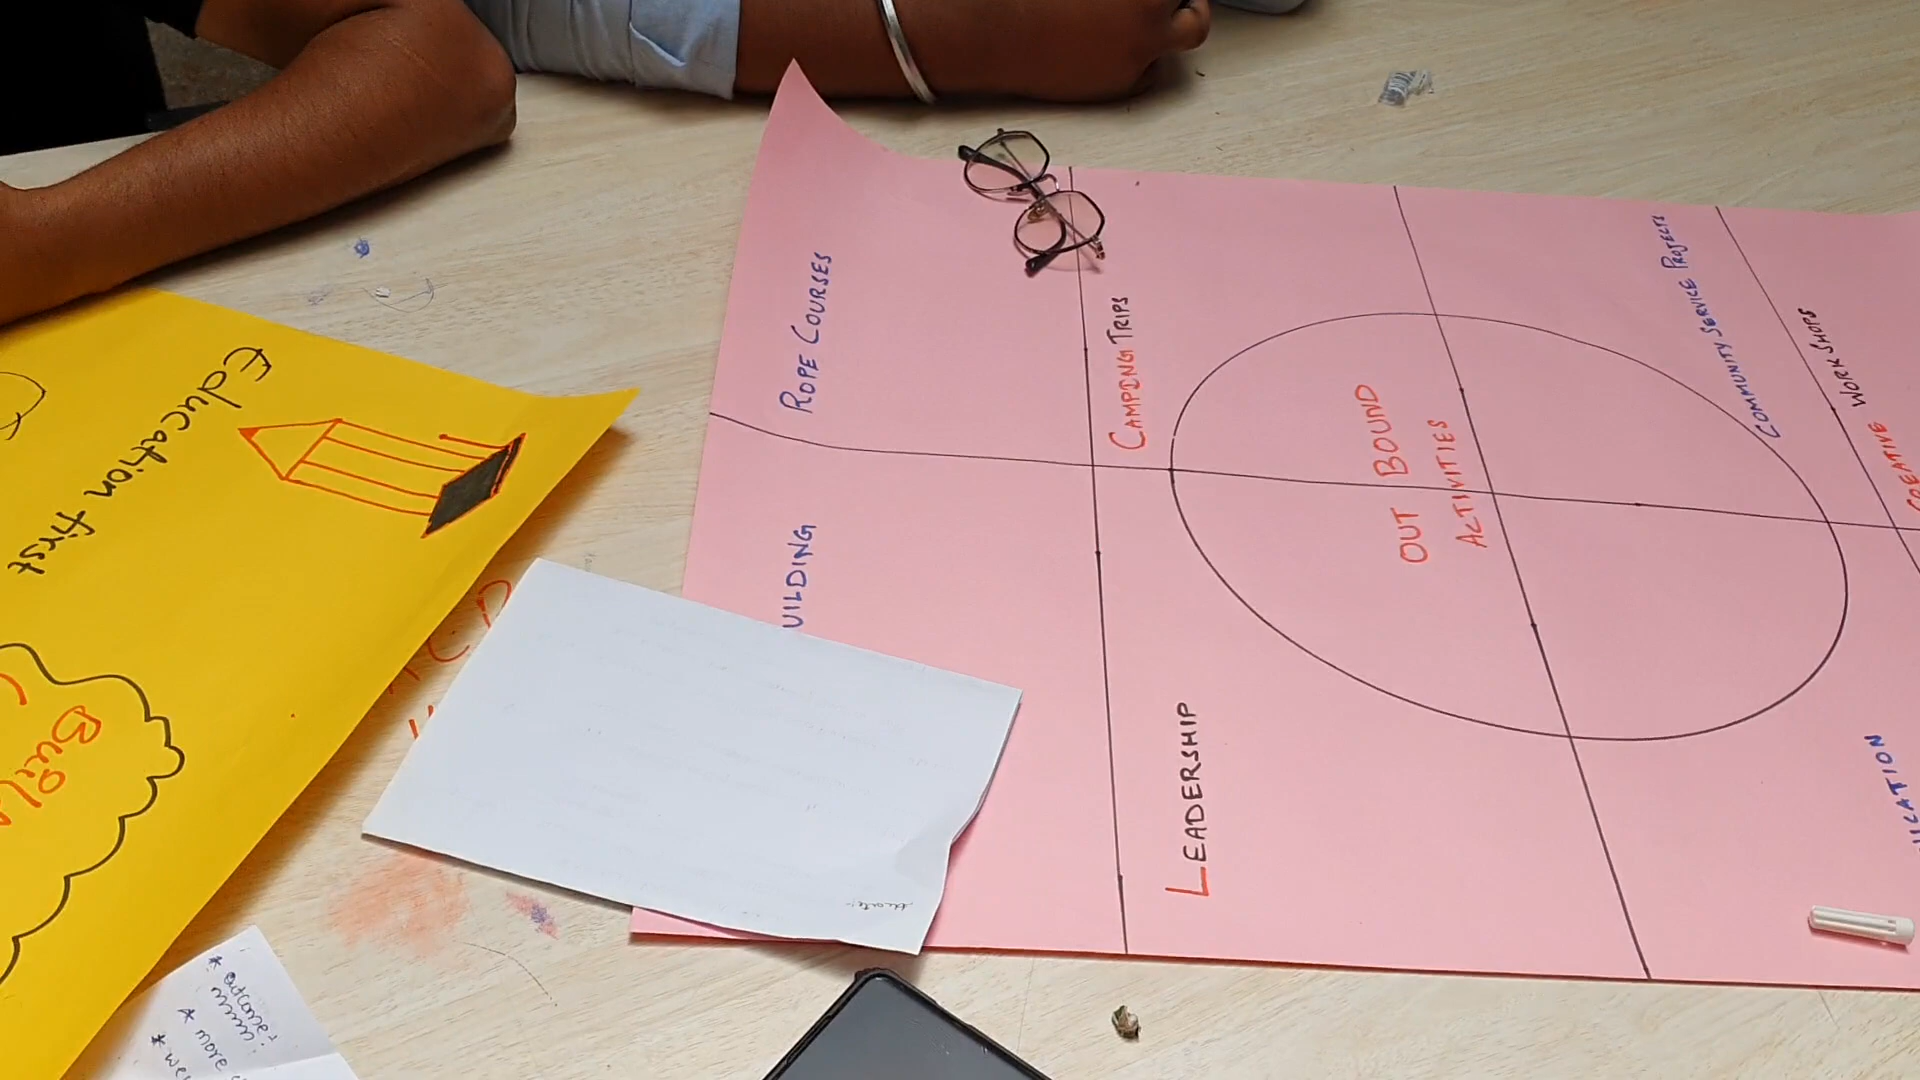 ROPE COURSES
CAMPING TRIPS
COMMUNITY SERVICE PROJECTS
WORKSHOPS
CREATIVE
OUT BOUND
ACTIVITIES
UILDING
LEADERSHIP
ICATION
Education first
Buil
* outcome:
* more
* we